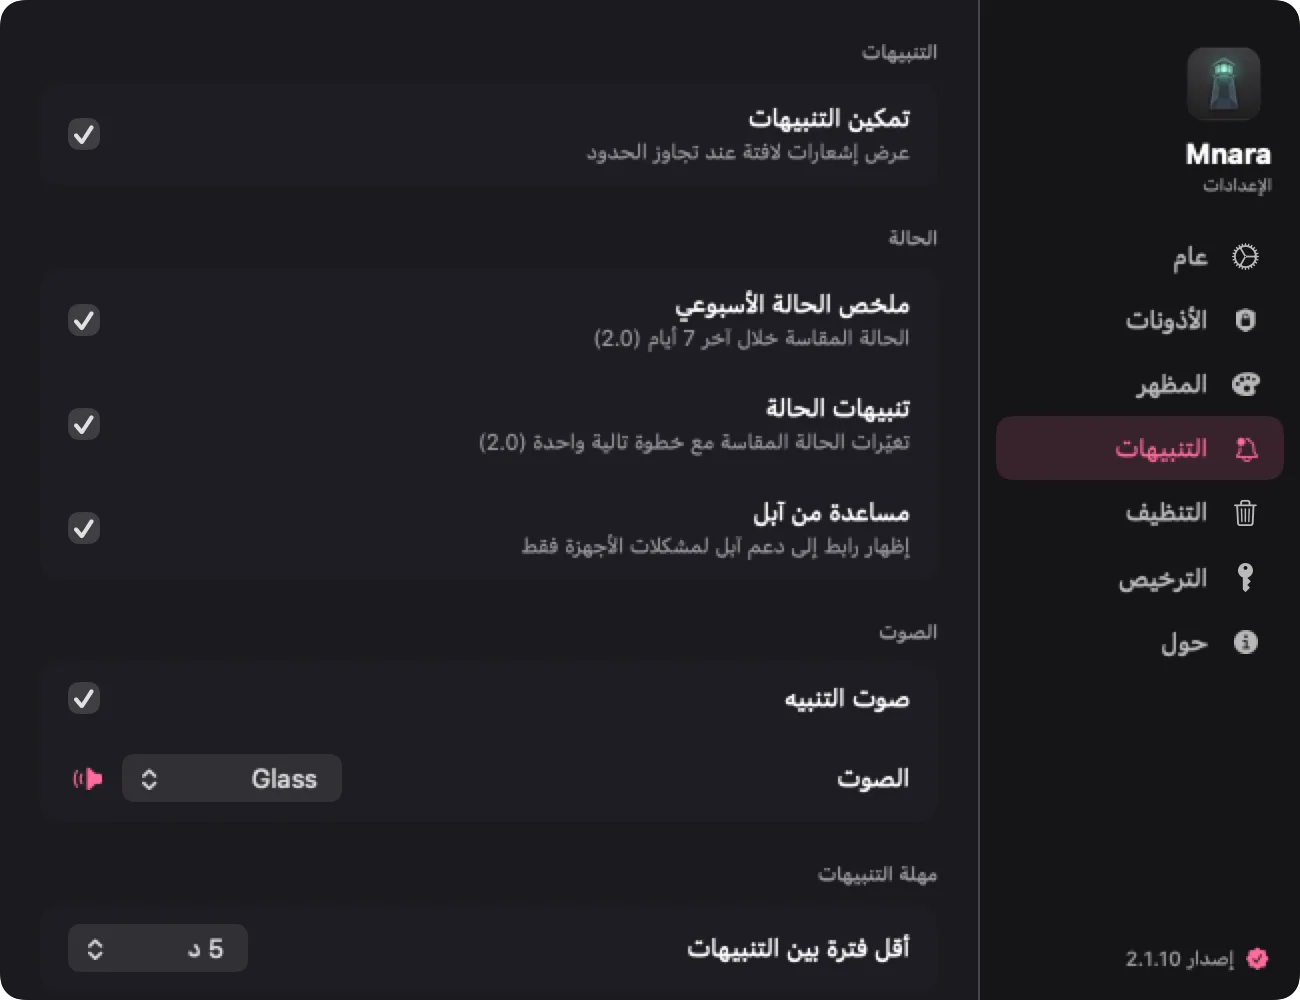 Mnara
الإعدادات
عام
الأذونات
المظهر
التنبيهات
التنظيف
الترخيص
حول
إصدار 2.1.10
التنبيهات
تمكين التنبيهات
عرض إشعارات لافتة عند تجاوز الحدود
الحالة
ملخص الحالة الأسبوعي
الحالة المقاسة خلال آخر 7 أيام (2.0)
تنبيهات الحالة
تغيّرات الحالة المقاسة مع خطوة تالية واحدة (2.0)
مساعدة من آبل
إظهار رابط إلى دعم آبل لمشكلات الأجهزة فقط
الصوت
صوت التنبيه
الصوت
Glass
مهلة التنبيهات
أقل فترة بين التنبيهات
5 د